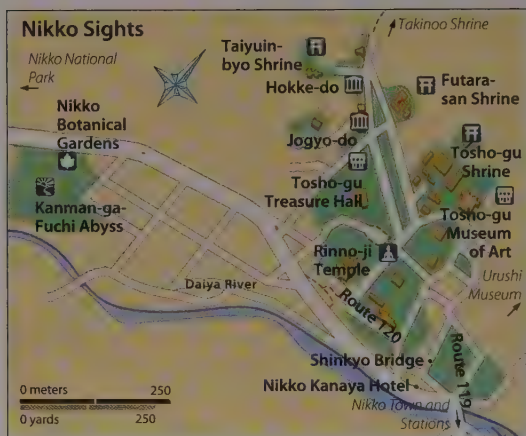 Nikko Sights
Nikko National
Park
Takinoo Shrine
Taiyuin-
byo Shrine
Hokke-do
Futara-
san Shrine
Nikko
Botanical
Gardens
Jogyo-do
Tosho-gu
Shrine
Tosho-gu
Treasure Hall
Kanman-ga-
Fuchi Abyss
Tosho-gu
Museum
of Art
Rinno-ji
Temple
Urushi
Museum
Daiya River
Route 120
Shinkyo Bridge
Route 119
Nikko Kanaya Hotel
Nikko Town and
Stations
0 meters 250
0 yards 250